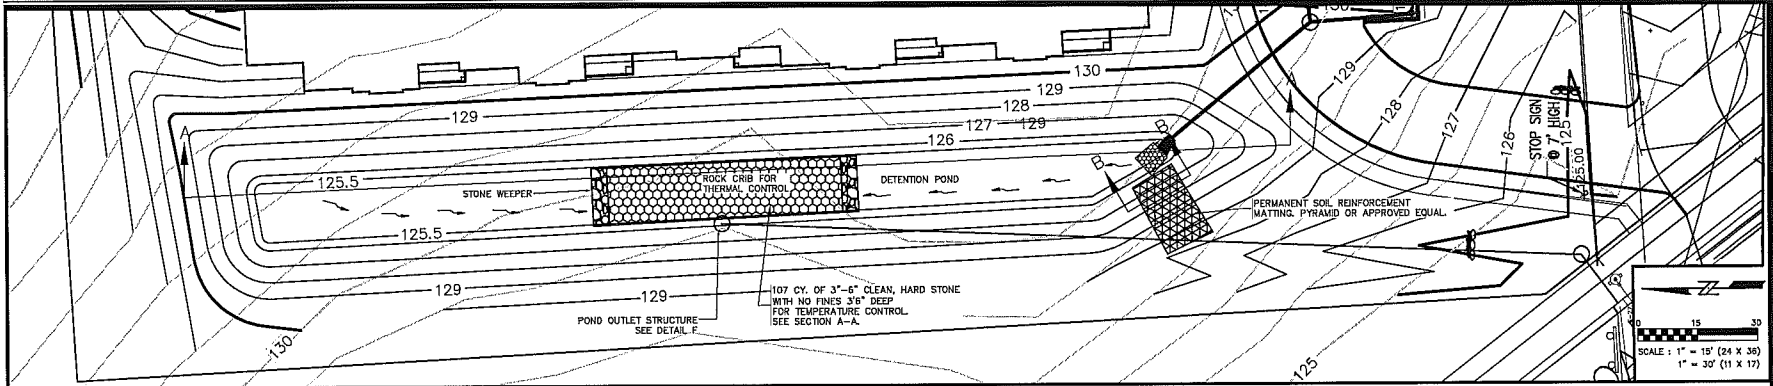 130
130
129
129
128
127
129
126
125.5
125.5
129
129
130
129
128
127
126
125
A
A
B
B
STONE WEEPER
ROCK CRIB FOR
THERMAL CONTROL
DETENTION POND
STOP SIGN
@ 7' HIGH
125
125.00
PERMANENT SOIL REINFORCEMENT
MATTING. PYRAMID OR APPROVED EQUAL.
107 CY. OF 3"-6" CLEAN, HARD STONE
WITH NO FINES 3'6" DEEP
FOR TEMPERATURE CONTROL.
SEE SECTION A-A.
POND OUTLET STRUCTURE
SEE DETAIL F
Z
0 15 30
SCALE : 1" = 15' (24 X 36)
1" = 30' (11 X 17)